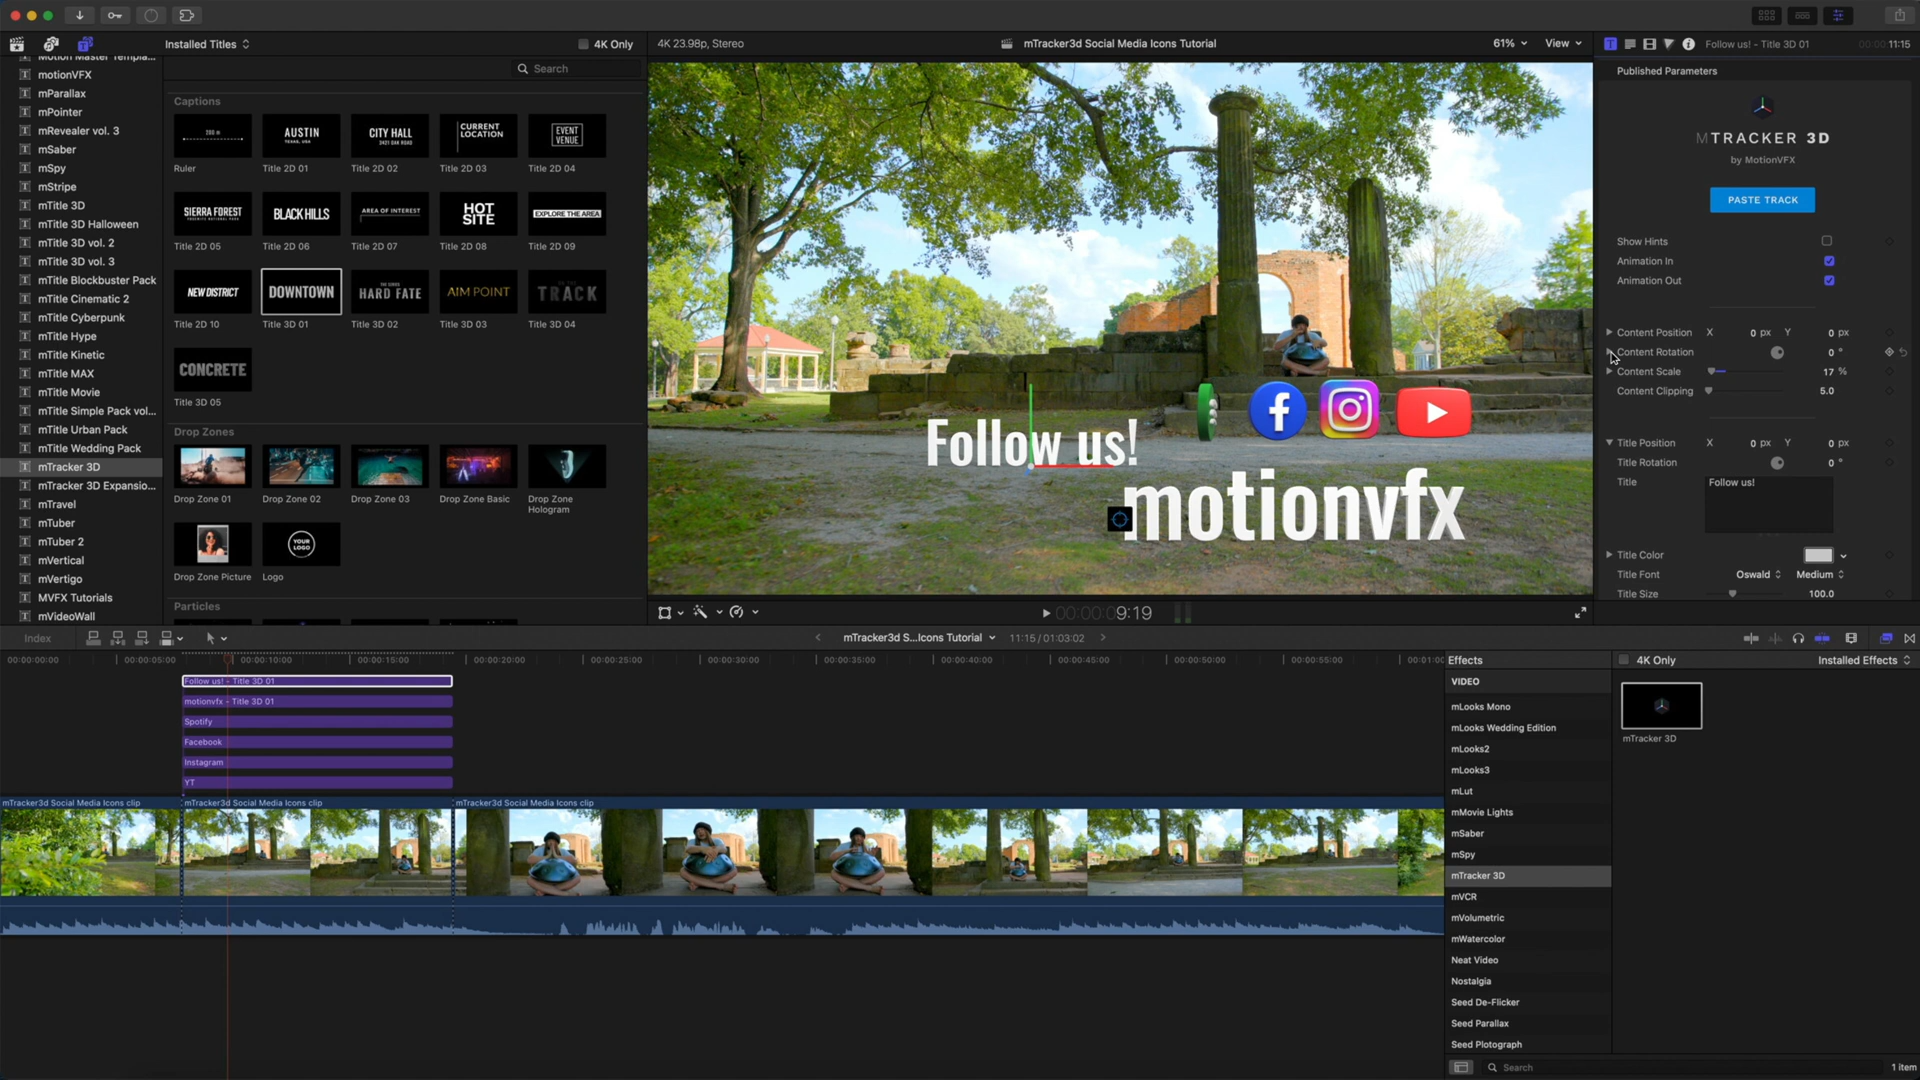 Installed Titles
4K Only
4K 23.98p, Stereo
mTracker3d Social Media Icons Tutorial
61%
View
Follow us! - Title 3D 01
11:15
Motion Master Templa...
motionVFX
mParallax
mPointer
mRevealer vol. 3
mSaber
mSpy
mStripe
mTitle 3D
mTitle 3D Halloween
mTitle 3D vol. 2
mTitle 3D vol. 3
mTitle Blockbuster Pack
mTitle Cinematic 2
mTitle Cyberpunk
mTitle Hype
mTitle Kinetic
mTitle MAX
mTitle Movie
mTitle Simple Pack vol...
mTitle Urban Pack
mTitle Wedding Pack
mTracker 3D
mTracker 3D Expansio...
mTravel
mTuber
mTuber 2
mVertical
mVertigo
MVFX Tutorials
mVideoWall
Search
Captions
AUSTIN
TEXAS, USA
CITY HALL
2421 OAK ROAD
CURRENT
LOCATION
EVENT
VENUE
Ruler
Title 2D 01
Title 2D 02
Title 2D 03
Title 2D 04
SIERRA FOREST
BLACK HILLS
AREA OF INTEREST
HOT
SITE
EXPLORE THE AREA
Title 2D 05
Title 2D 06
Title 2D 07
Title 2D 08
Title 2D 09
NEW DISTRICT
DOWNTOWN
HARD FATE
AIM POINT
TRACK
Title 2D 10
Title 3D 01
Title 3D 02
Title 3D 03
Title 3D 04
CONCRETE
Title 3D 05
Drop Zones
Drop Zone 01
Drop Zone 02
Drop Zone 03
Drop Zone Basic
Drop Zone
Hologram
YOUR
LOGO
Drop Zone Picture
Logo
Particles
Follow us!
motionvfx
00:00:09:19
Published Parameters
MTRACKER 3D
by MotionVFX
PASTE TRACK
Show Hints
Animation In
Animation Out
Content Position X 0 px Y 0 px
Content Rotation 0 °
Content Scale 17 %
Content Clipping 5.0
Title Position X 0 px Y 0 px
Title Rotation 0 °
Title Follow us!
Title Color
Title Font Oswald Medium
Title Size 100.0
Index
mTracker3d S...Icons Tutorial
11:15 / 01:03:02
00:00:00:00
00:00:05:00
00:00:10:00
00:00:15:00
00:00:20:00
00:00:25:00
00:00:30:00
00:00:35:00
00:00:40:00
00:00:45:00
00:00:50:00
00:00:55:00
00:01:00
Follow us! - Title 3D 01
motionvfx - Title 3D 01
Spotify
Facebook
Instagram
YT
mTracker3d Social Media Icons clip
mTracker3d Social Media Icons clip
mTracker3d Social Media Icons clip
Effects
4K Only
Installed Effects
VIDEO
mLooks Mono
mLooks Wedding Edition
mLooks2
mLooks3
mLut
mMovie Lights
mSaber
mSpy
mTracker 3D
mVCR
mVolumetric
mWatercolor
Neat Video
Nostalgia
Seed De-Flicker
Seed Parallax
Seed Plotograph
mTracker 3D
Search
1 item